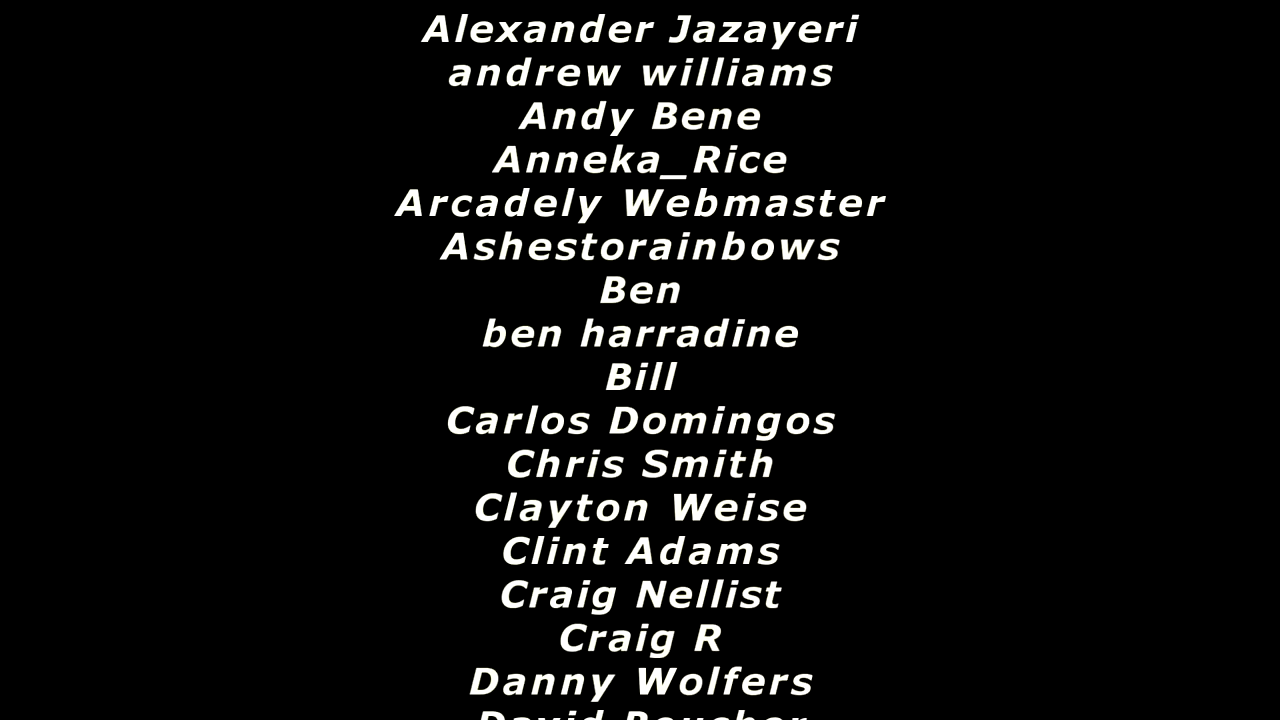 Alexander Jazayeri
andrew williams
Andy Bene
Anneka_Rice
Arcadely Webmaster
Ashestorainbows
Ben
ben harradine
Bill
Carlos Domingos
Chris Smith
Clayton Weise
Clint Adams
Craig Nellist
Craig R
Danny Wolfers
David